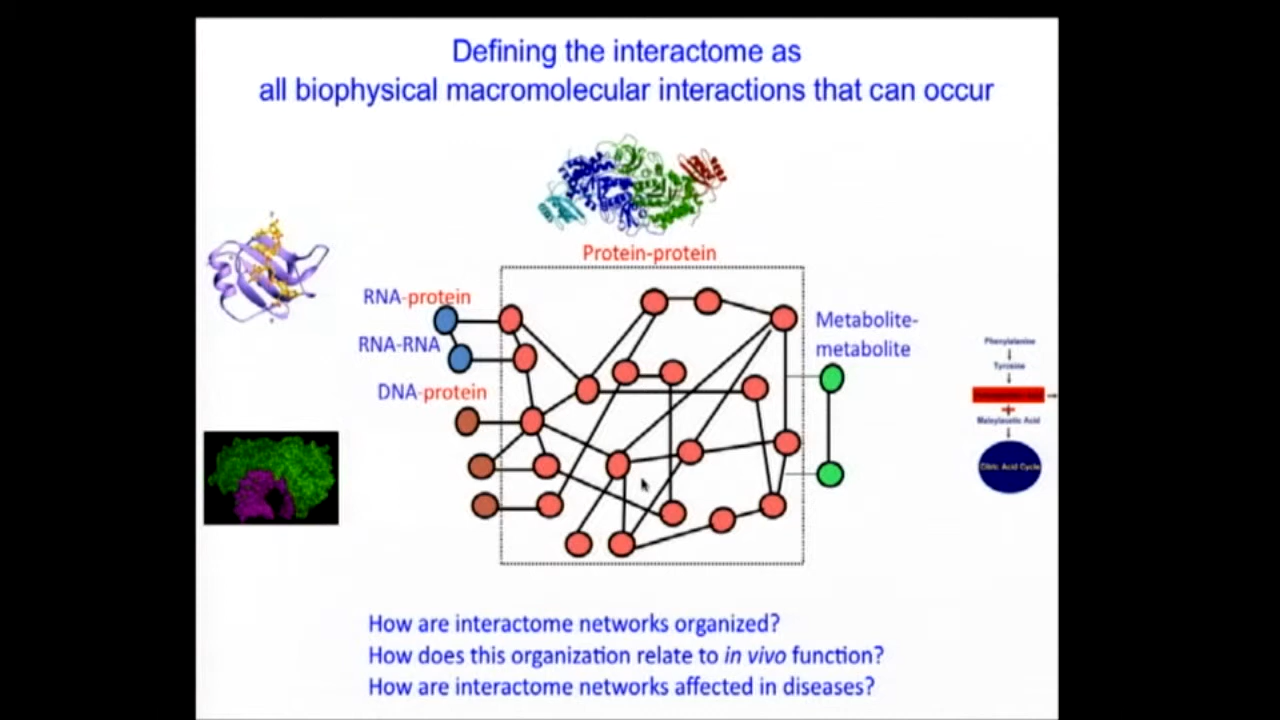 Defining the interactome as
all biophysical macromolecular interactions that can occur
Protein-protein
RNA-protein
RNA-RNA
DNA-protein
Metabolite-
metabolite
Phenylalanine
Tyrosine
+
Maleylacetic Acid
Citric Acid Cycle
How are interactome networks organized?
How does this organization relate to in vivo function?
How are interactome networks affected in diseases?